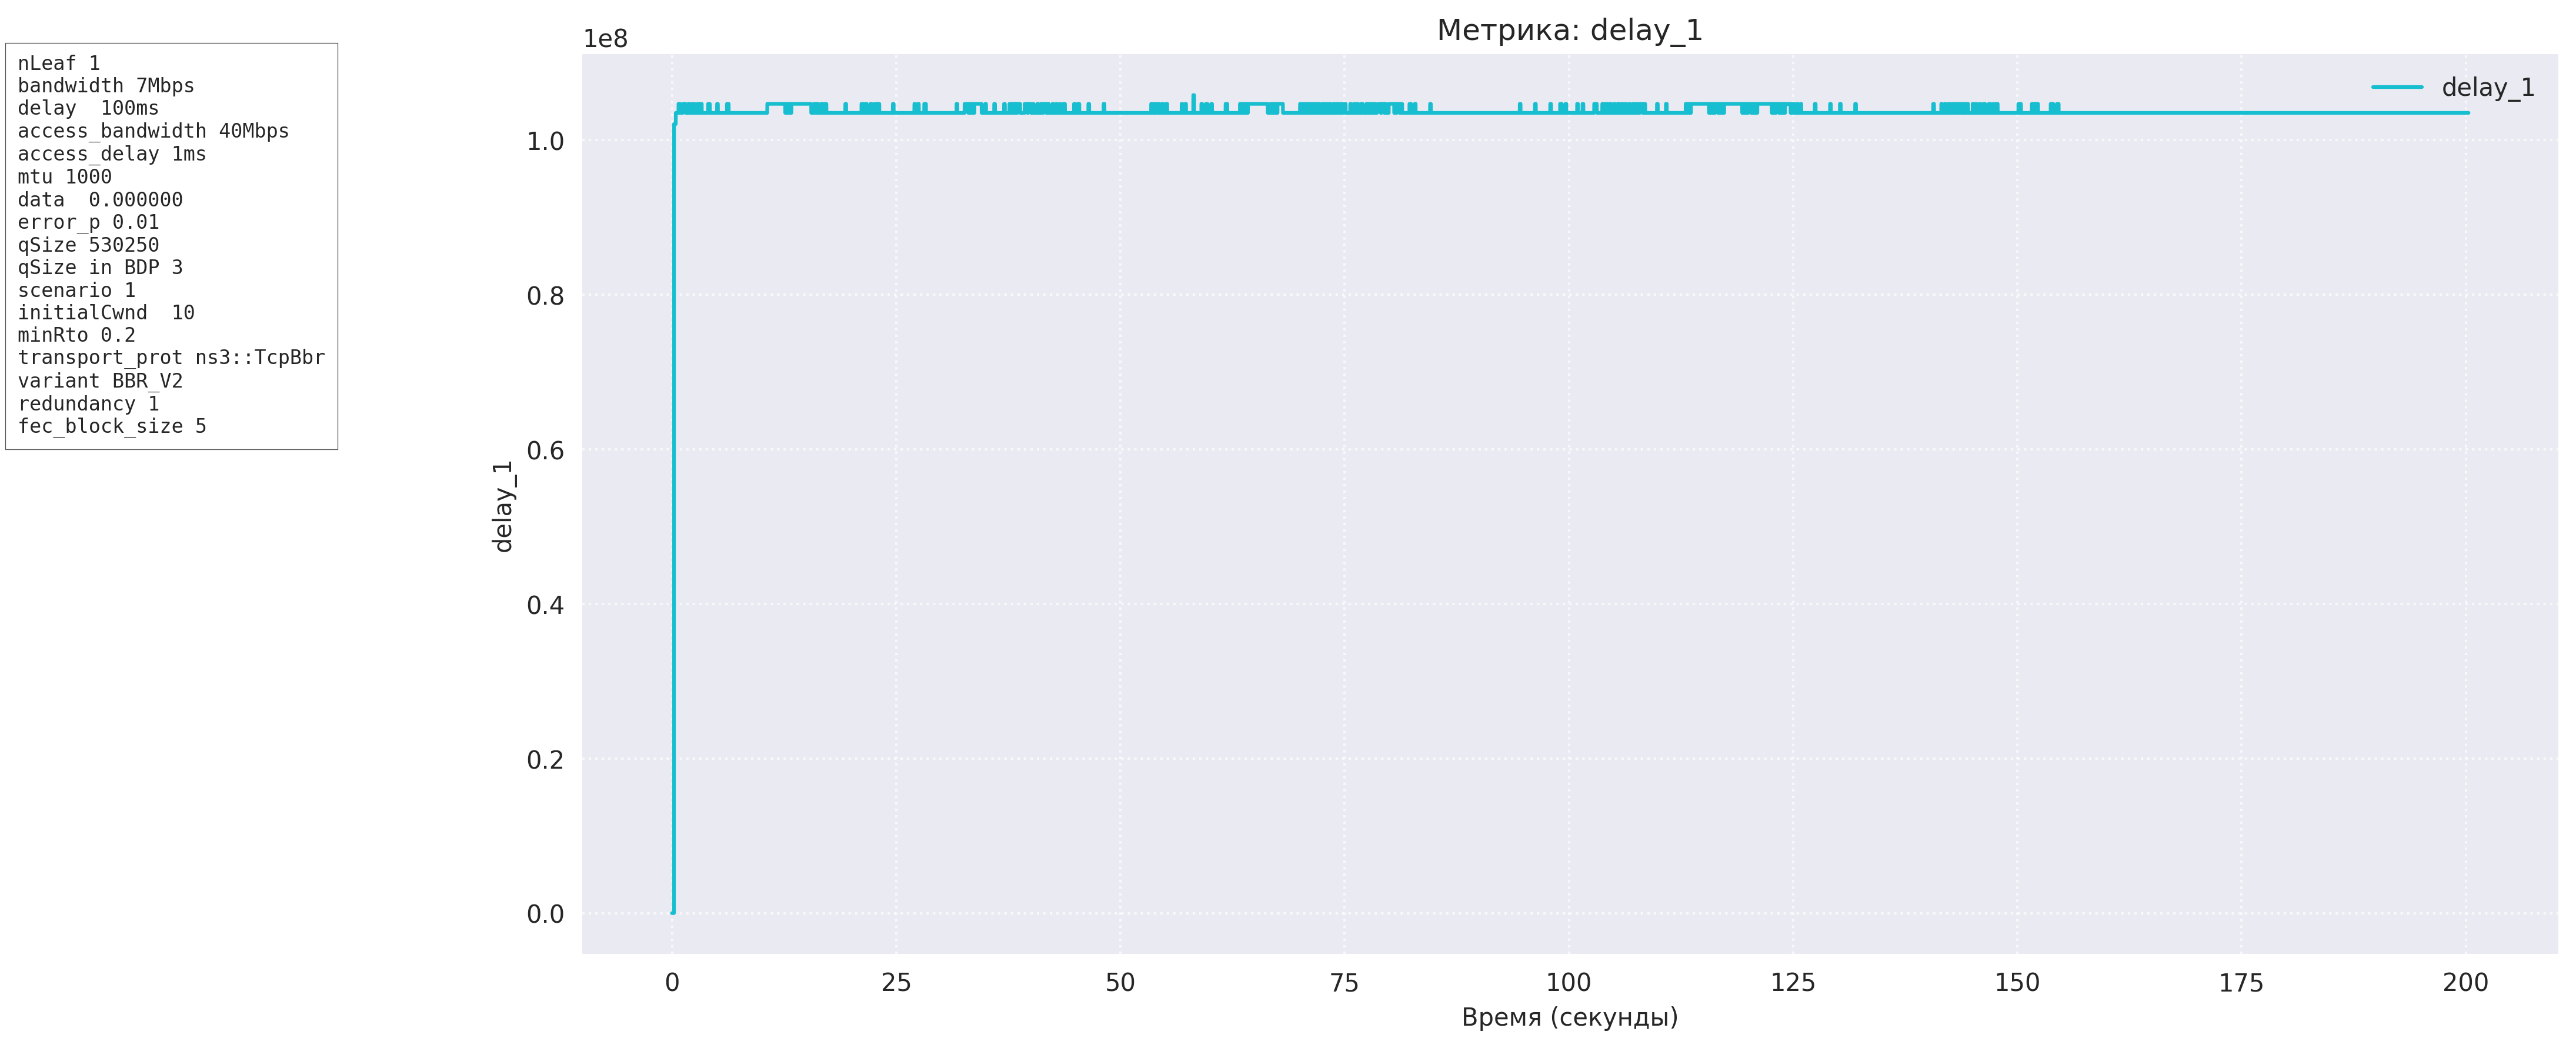 nLeaf 1
bandwidth 7Mbps
delay  100ms
access_bandwidth 40Mbps
access_delay 1ms
mtu 1000
data  0.000000
error_p 0.01
qSize 530250
qSize in BDP 3
scenario 1
initialCwnd  10
minRto 0.2
transport_prot ns3::TcpBbr
variant BBR_V2
redundancy 1
fec_block_size 5
Метрика: delay_1
1e8
delay_1
1.0
0.8
0.6
0.4
0.2
0.0
delay_1
0 25 50 75 100 125 150 175 200
Время (секунды)